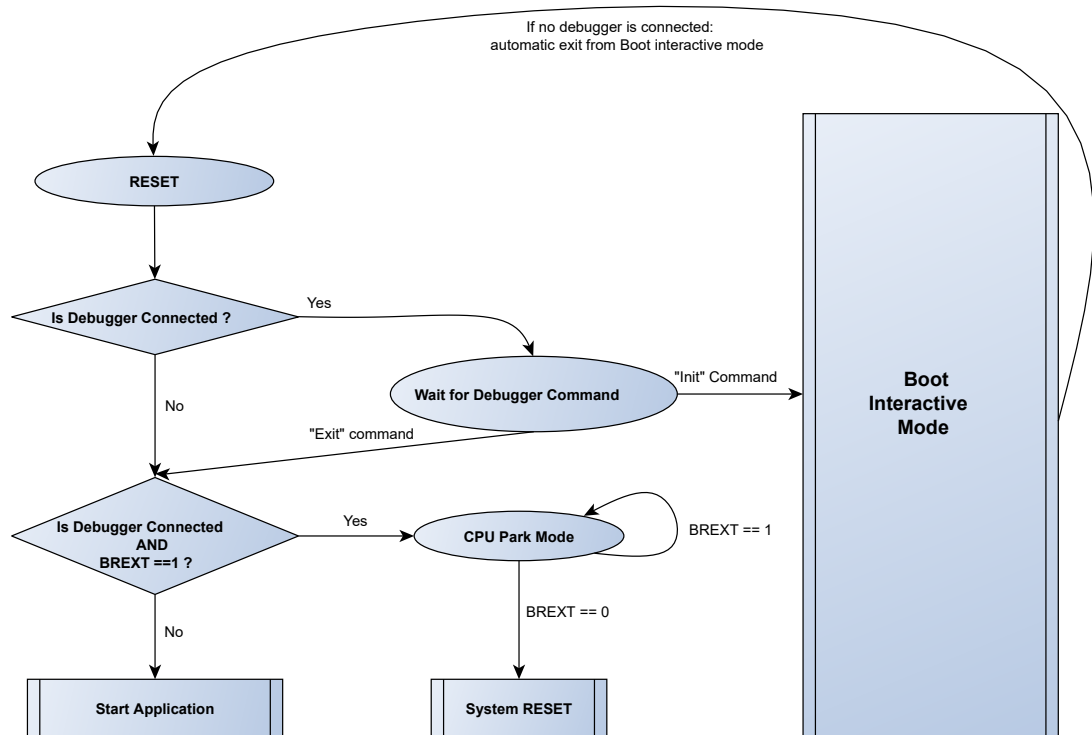 If no debugger is connected:
automatic exit from Boot interactive mode
RESET
Is Debugger Connected ?
Yes
Wait for Debugger Command
"Init" Command
Boot
Interactive
Mode
No
"Exit" command
Is Debugger Connected
AND
BREXT ==1 ?
Yes
CPU Park Mode
BREXT == 1
BREXT == 0
No
Start Application
System RESET